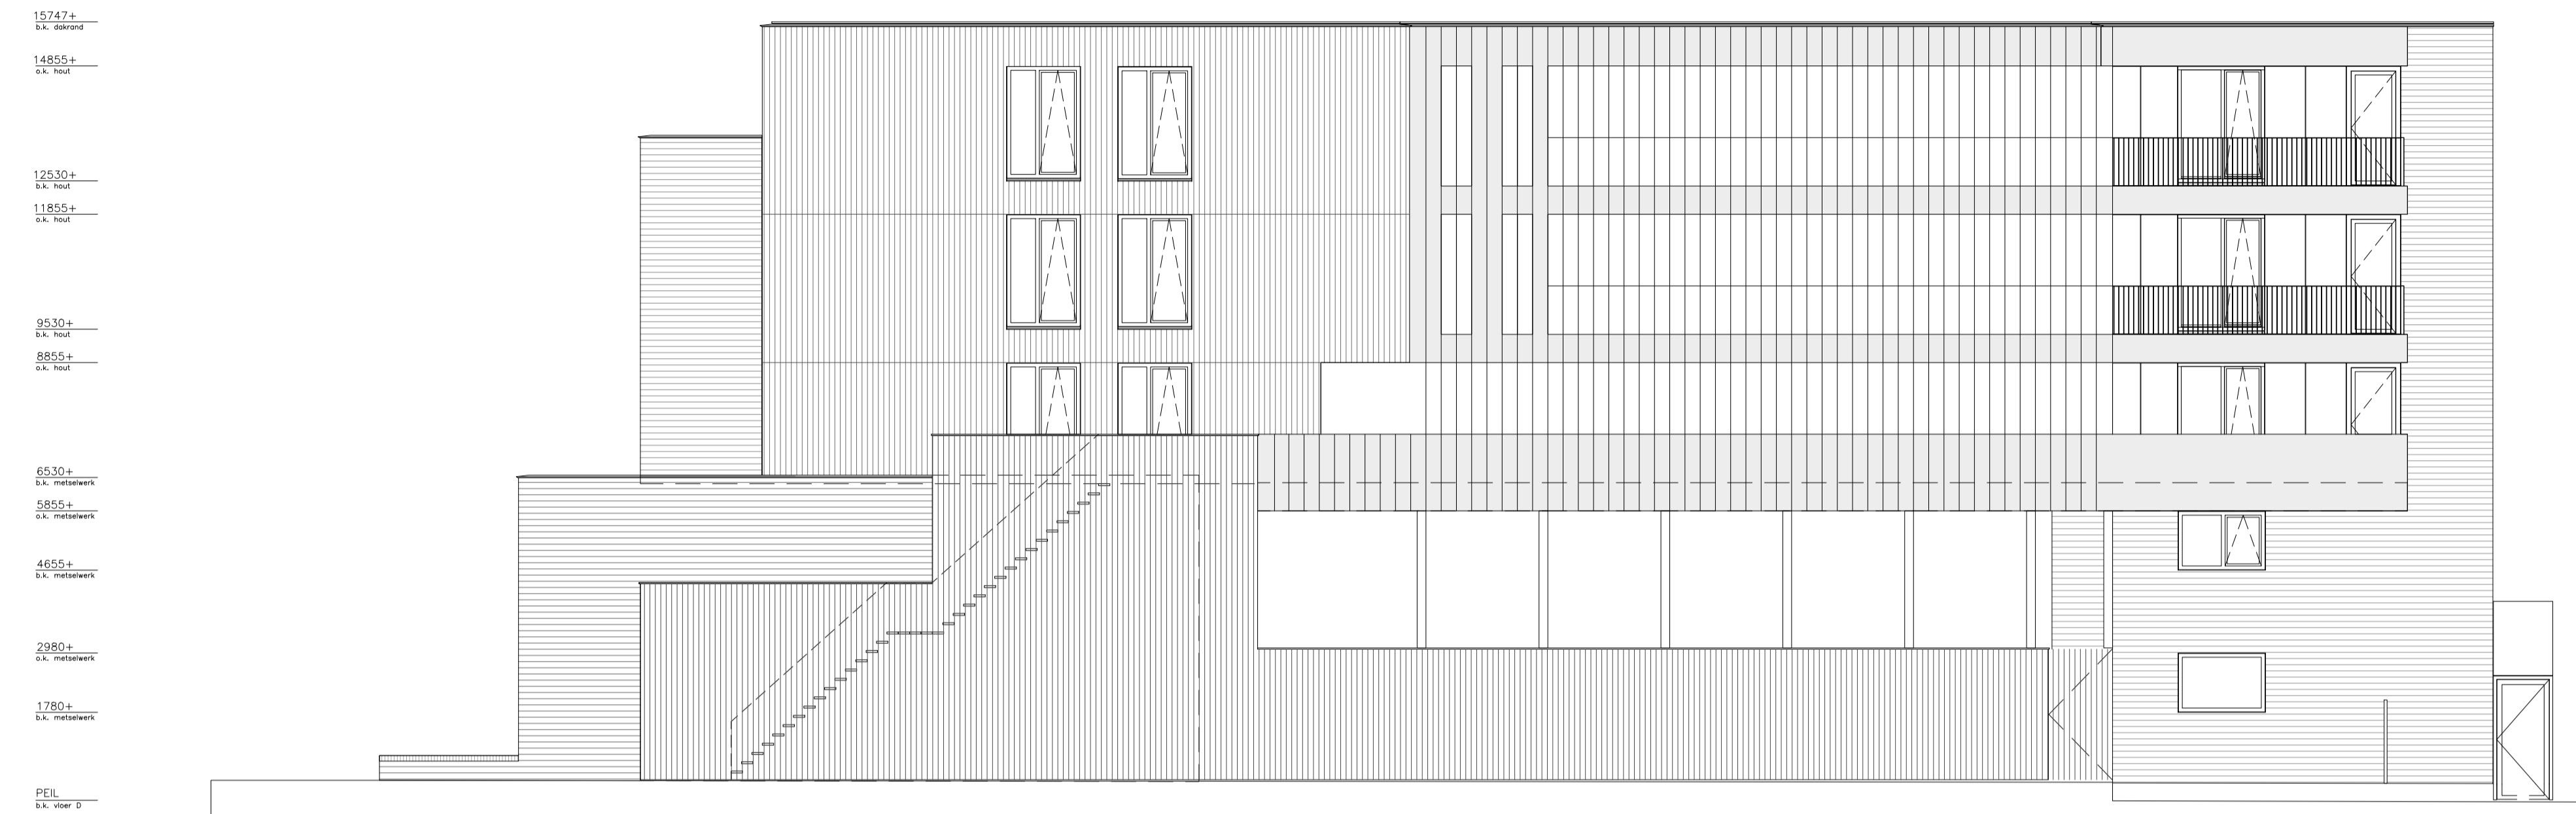 15747+
b.k. dakrand
14855+
o.k. hout
12530+
b.k. hout
11855+
o.k. hout
9530+
b.k. hout
8855+
o.k. hout
6530+
b.k. metselwerk
5855+
o.k. metselwerk
4655+
b.k. metselwerk
2980+
o.k. metselwerk
1780+
b.k. metselwerk
PEIL
b.k. vloer D